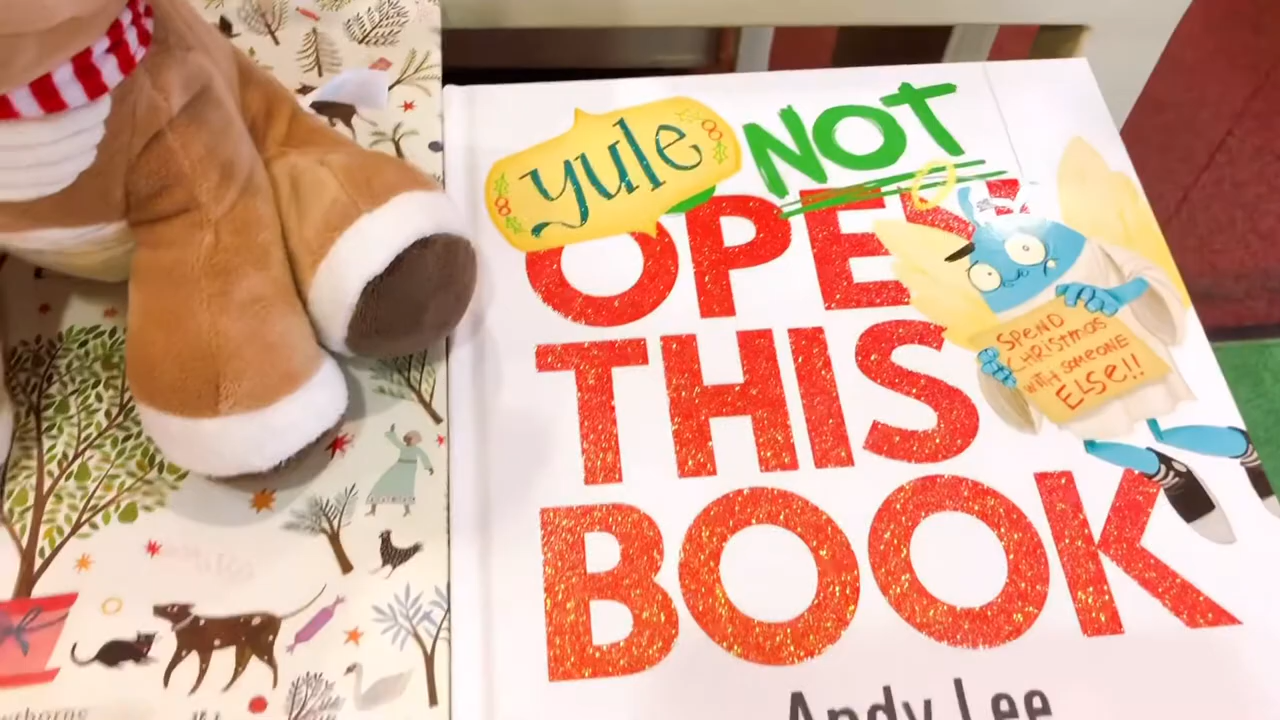 yule NOT
OPEN
THIS
BOOK
SPEND
CHRISTMAS
WITH SOMEONE
ELSE!!
Andy Lee